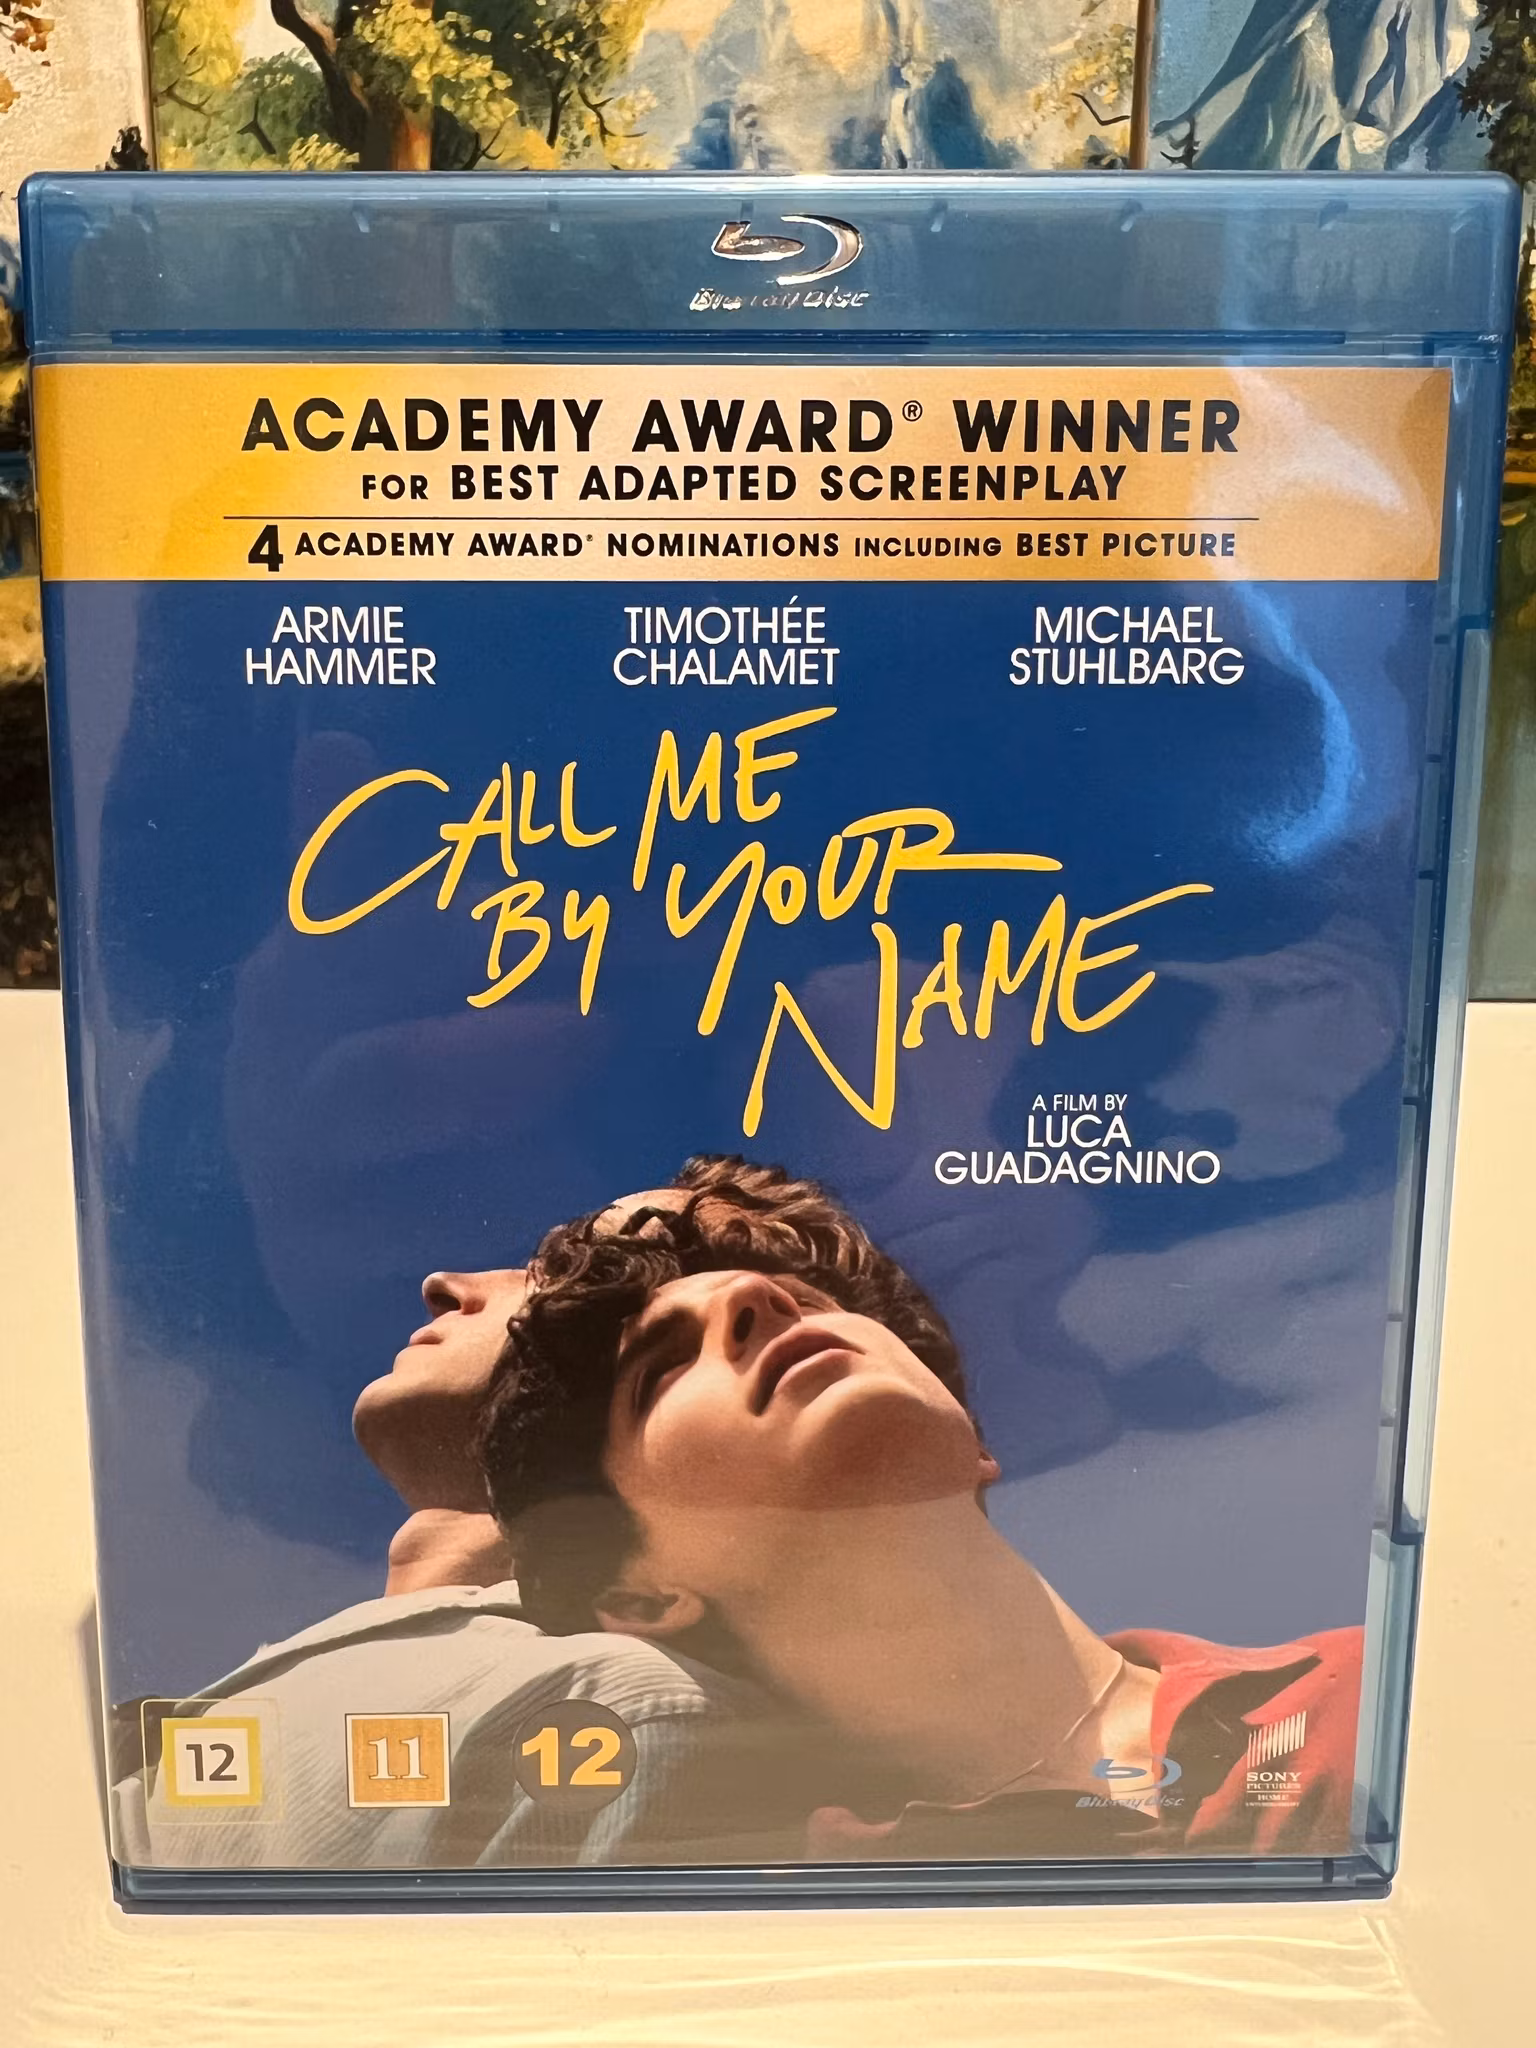 Blu-ray Disc
ACADEMY AWARD® WINNER
FOR BEST ADAPTED SCREENPLAY
4 ACADEMY AWARD® NOMINATIONS INCLUDING BEST PICTURE
ARMIE HAMMER
TIMOTHÉE CHALAMET
MICHAEL STUHLBARG
CALL ME
BY YOUR
NAME
A FILM BY
LUCA
GUADAGNINO
12
11
12
Blu-ray Disc
SONY
PICTURES
HOME